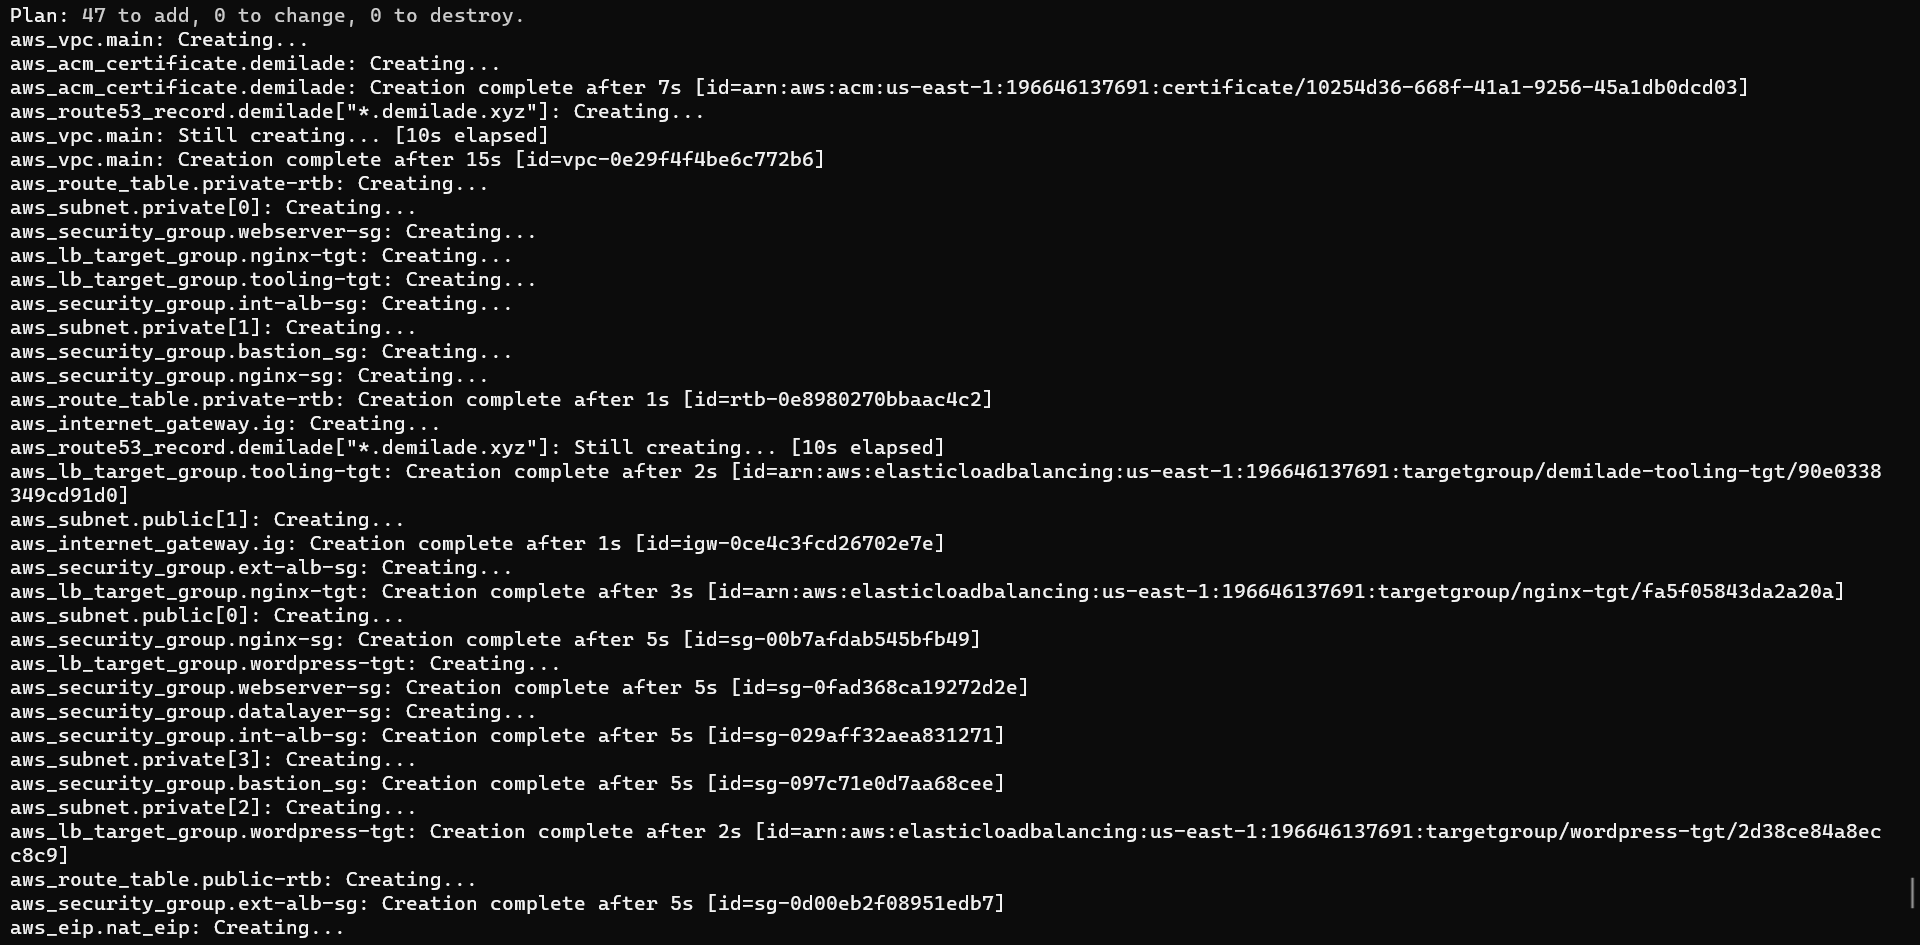 Plan: 47 to add, 0 to change, 0 to destroy.
aws_vpc.main: Creating...
aws_acm_certificate.demilade: Creating...
aws_acm_certificate.demilade: Creation complete after 7s [id=arn:aws:acm:us-east-1:196646137691:certificate/10254d36-668f-41a1-9256-45a1db0dcd03]
aws_route53_record.demilade["*.demilade.xyz"]: Creating...
aws_vpc.main: Still creating... [10s elapsed]
aws_vpc.main: Creation complete after 15s [id=vpc-0e29f4f4be6c772b6]
aws_route_table.private-rtb: Creating...
aws_subnet.private[0]: Creating...
aws_security_group.webserver-sg: Creating...
aws_lb_target_group.nginx-tgt: Creating...
aws_lb_target_group.tooling-tgt: Creating...
aws_security_group.int-alb-sg: Creating...
aws_subnet.private[1]: Creating...
aws_security_group.bastion_sg: Creating...
aws_security_group.nginx-sg: Creating...
aws_route_table.private-rtb: Creation complete after 1s [id=rtb-0e8980270bbaac4c2]
aws_internet_gateway.ig: Creating...
aws_route53_record.demilade["*.demilade.xyz"]: Still creating... [10s elapsed]
aws_lb_target_group.tooling-tgt: Creation complete after 2s [id=arn:aws:elasticloadbalancing:us-east-1:196646137691:targetgroup/demilade-tooling-tgt/90e0338
349cd91d0]
aws_subnet.public[1]: Creating...
aws_internet_gateway.ig: Creation complete after 1s [id=igw-0ce4c3fcd26702e7e]
aws_security_group.ext-alb-sg: Creating...
aws_lb_target_group.nginx-tgt: Creation complete after 3s [id=arn:aws:elasticloadbalancing:us-east-1:196646137691:targetgroup/nginx-tgt/fa5f05843da2a20a]
aws_subnet.public[0]: Creating...
aws_security_group.nginx-sg: Creation complete after 5s [id=sg-00b7afdab545bfb49]
aws_lb_target_group.wordpress-tgt: Creating...
aws_security_group.webserver-sg: Creation complete after 5s [id=sg-0fad368ca19272d2e]
aws_security_group.datalayer-sg: Creating...
aws_security_group.int-alb-sg: Creation complete after 5s [id=sg-029aff32aea831271]
aws_subnet.private[3]: Creating...
aws_security_group.bastion_sg: Creation complete after 5s [id=sg-097c71e0d7aa68cee]
aws_subnet.private[2]: Creating...
aws_lb_target_group.wordpress-tgt: Creation complete after 2s [id=arn:aws:elasticloadbalancing:us-east-1:196646137691:targetgroup/wordpress-tgt/2d38ce84a8ec
c8c9]
aws_route_table.public-rtb: Creating...
aws_security_group.ext-alb-sg: Creation complete after 5s [id=sg-0d00eb2f08951edb7]
aws_eip.nat_eip: Creating...